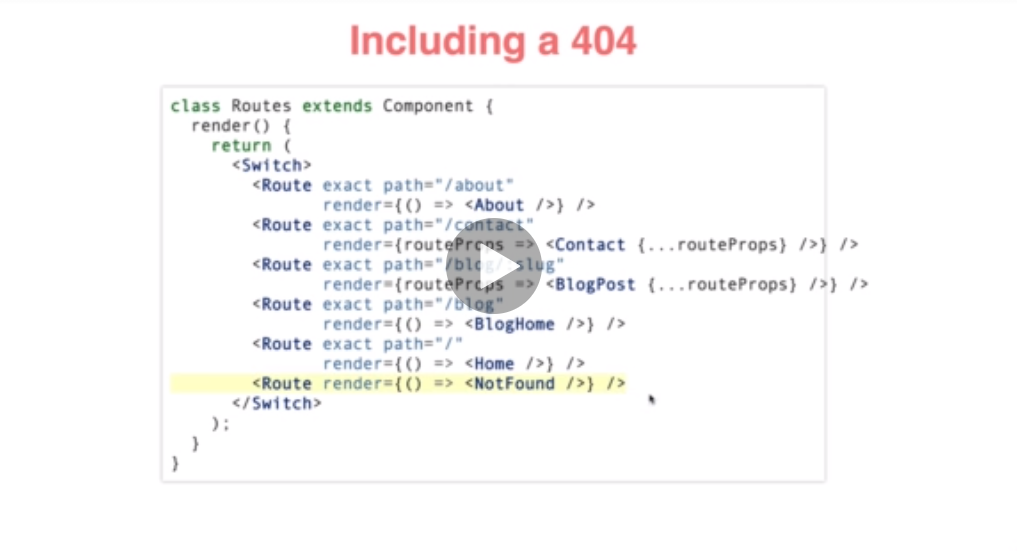 Including a 404
class Routes extends Component {
render() {
return (
<Switch>
<Route exact path="/about"
render={() => <About />} />
<Route exact path="/contact"
render={routeProps => <Contact {...routeProps} />} />
<Route exact path="/blog/:slug"
render={routeProps => <BlogPost {...routeProps} />} />
<Route exact path="/blog"
render={() => <BlogHome />} />
<Route exact path="/"
render={() => <Home />} />
<Route render={() => <NotFound />} />
</Switch>
);
}
}